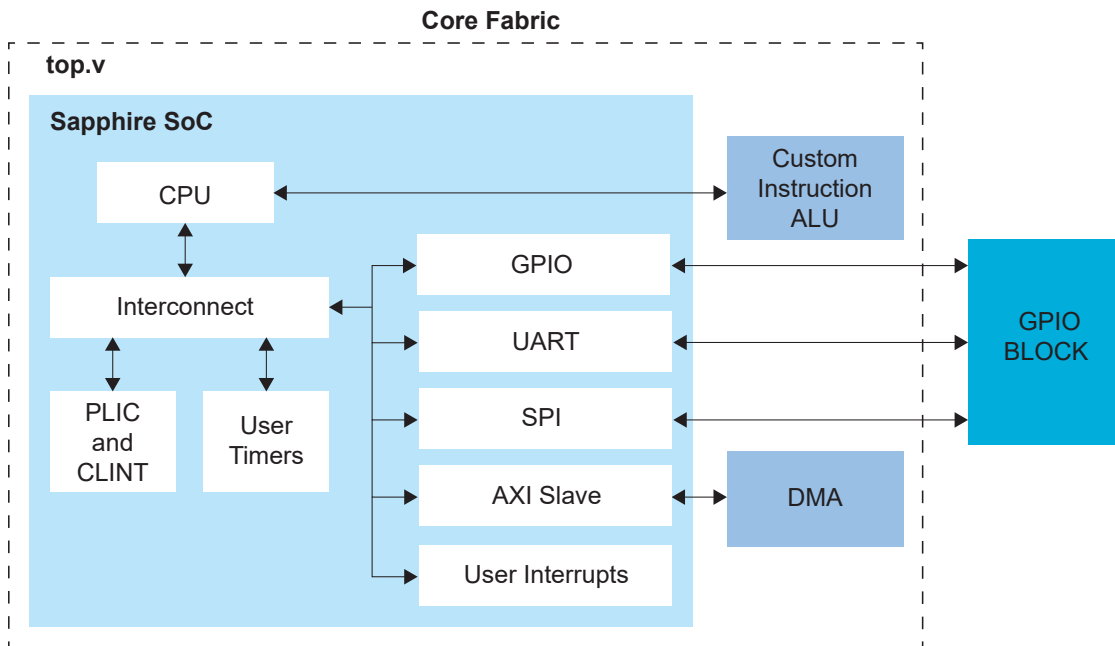 Core Fabric
top.v
Sapphire SoC
CPU
Custom
Instruction
ALU
Interconnect
GPIO
UART
SPI
AXI Slave
User Interrupts
PLIC
and
CLINT
User
Timers
DMA
GPIO
BLOCK